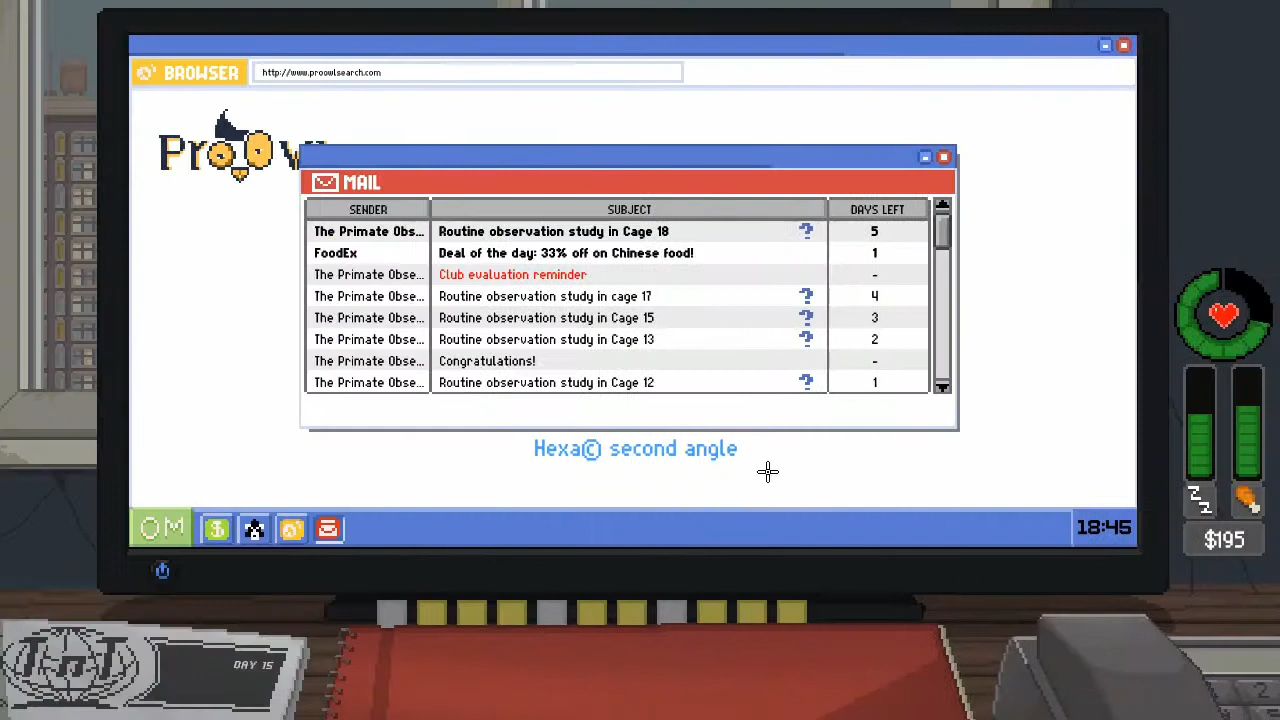 BROWSER
http://www.proowlsearch.com
MAIL
SENDER SUBJECT DAYS LEFT
The Primate Obs... Routine observation study in Cage 18 ? 5
FoodEx Deal of the day: 33% off on Chinese food! 1
The Primate Obse... Club evaluation reminder -
The Primate Obse... Routine observation study in cage 17 ? 4
The Primate Obse... Routine observation study in Cage 15 ? 3
The Primate Obse... Routine observation study in Cage 13 ? 2
The Primate Obse... Congratulations! -
The Primate Obse... Routine observation study in Cage 12 ? 1
Hexa© second angle
OM $ 18:45
ZZ
$195
TnT
DAY 15
2